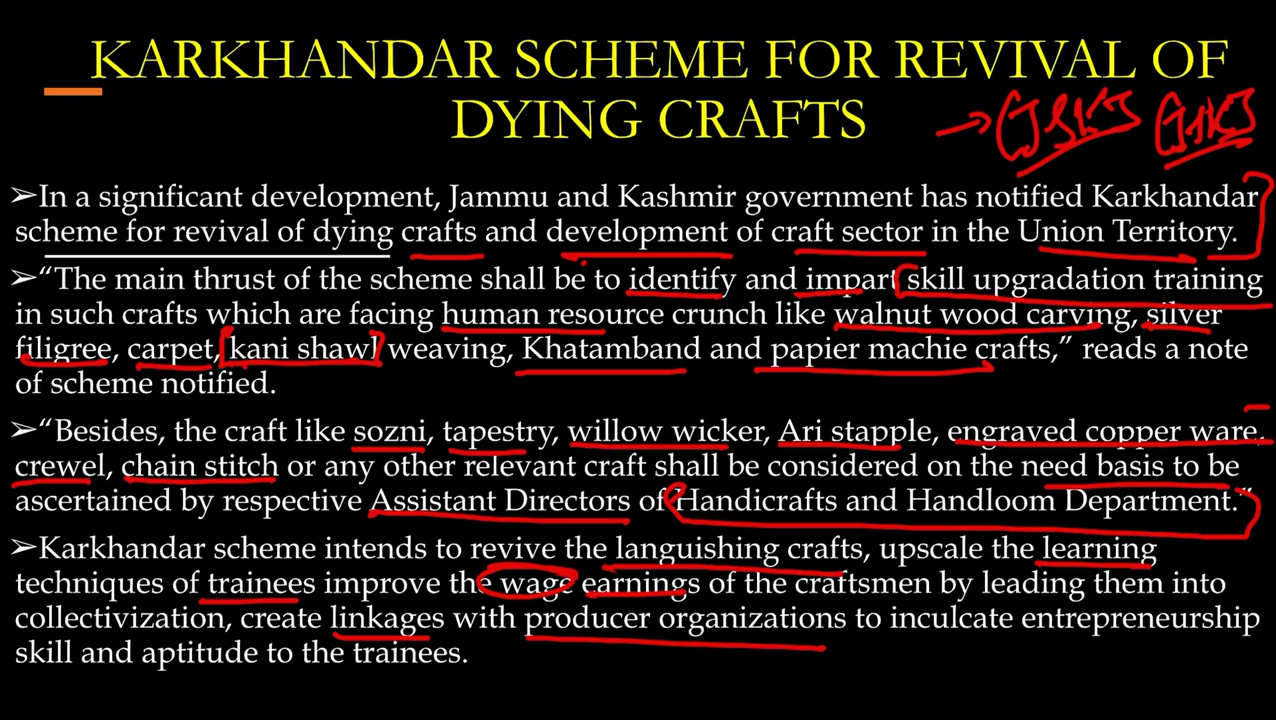 KARKHANDAR SCHEME FOR REVIVAL OF
DYING CRAFTS
➢In a significant development, Jammu and Kashmir government has notified Karkhandar
scheme for revival of dying crafts and development of craft sector in the Union Territory.
➢“The main thrust of the scheme shall be to identify and impart skill upgradation training
in such crafts which are facing human resource crunch like walnut wood carving, silver
filigree, carpet, kani shawl weaving, Khatamband and papier machie crafts,” reads a note
of scheme notified.
➢“Besides, the craft like sozni, tapestry, willow wicker, Ari stapple, engraved copper ware,
crewel, chain stitch or any other relevant craft shall be considered on the need basis to be
ascertained by respective Assistant Directors of Handicrafts and Handloom Department.“
➢Karkhandar scheme intends to revive the languishing crafts, upscale the learning
techniques of trainees improve the wage earnings of the craftsmen by leading them into
collectivization, create linkages with producer organizations to inculcate entrepreneurship
skill and aptitude to the trainees.